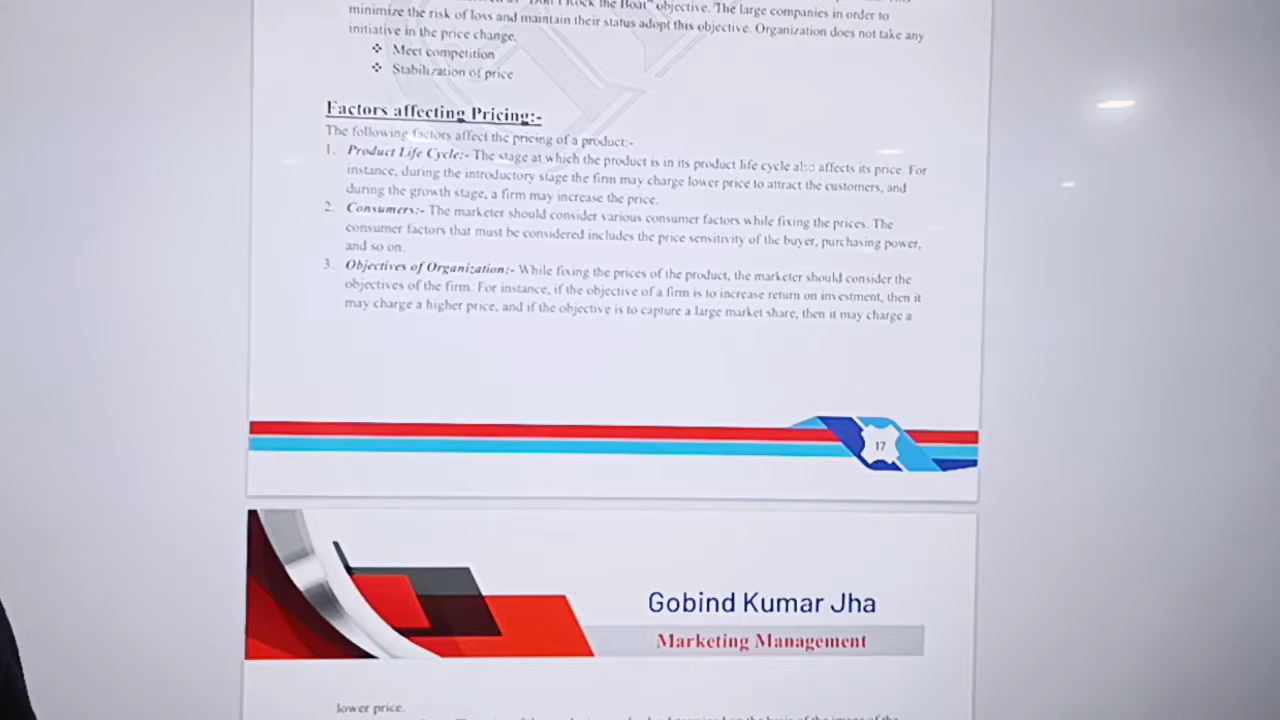 the Boat" objective. The large companies in order to
minimize the risk of loss and maintain their status adopt this objective. Organization does not take any
initiative in the price change.
❖ Meet competition
❖ Stabilization of price
Factors affecting Pricing:-
The following factors affect the pricing of a product:-
1. Product Life Cycle:- The stage at which the product is in its product life cycle also affects its price. For
instance, during the introductory stage the firm may charge lower price to attract the customers, and
during the growth stage, a firm may increase the price.
2. Consumers:- The marketer should consider various consumer factors while fixing the prices. The
consumer factors that must be considered includes the price sensitivity of the buyer, purchasing power,
and so on.
3. Objectives of Organization:- While fixing the prices of the product, the marketer should consider the
objectives of the firm. For instance, if the objective of a firm is to increase return on investment, then it
may charge a higher price, and if the objective is to capture a large market share, then it may charge a
17
Gobind Kumar Jha
Marketing Management
lower price.